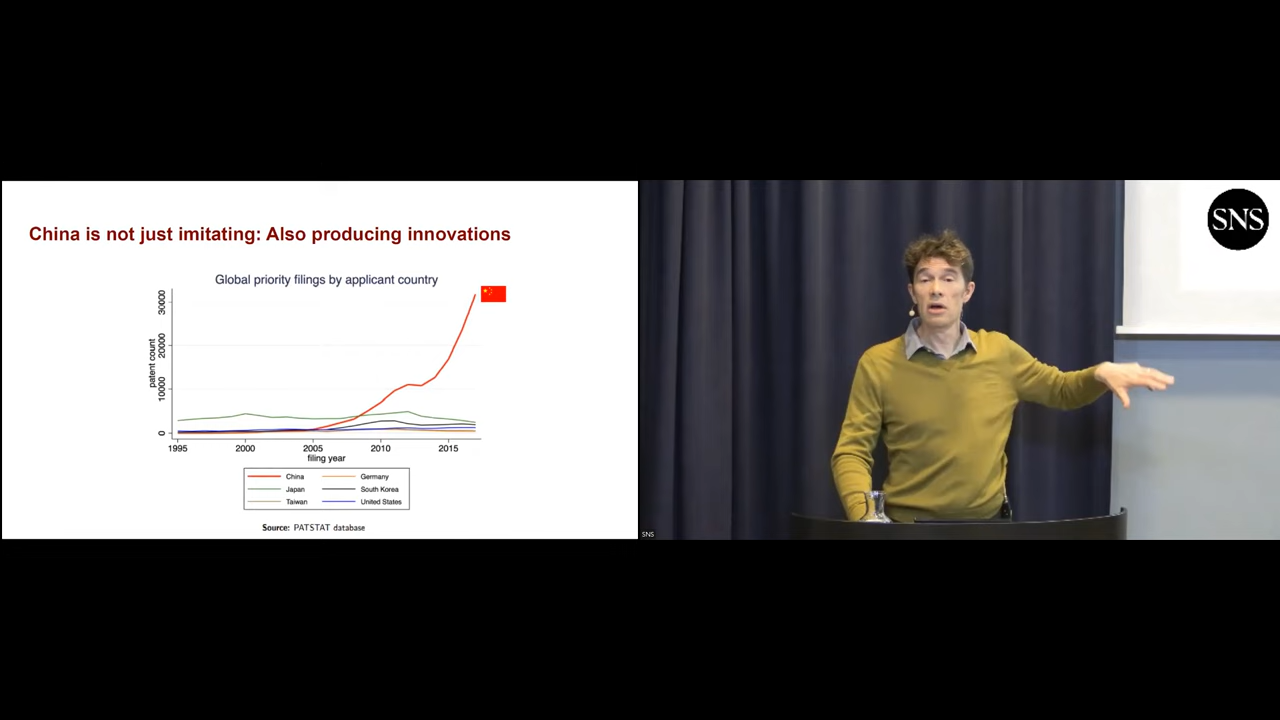 China is not just imitating: Also producing innovations
Global priority filings by applicant country
patent count
30000
20000
10000
0
1995 2000 2005 2010 2015
filing year
China Germany
Japan South Korea
Taiwan United States
Source: PATSTAT database
SNS
SNS